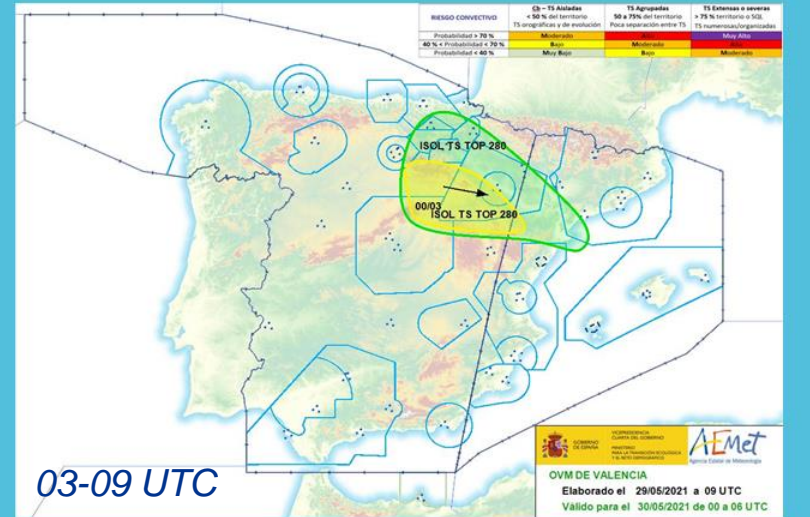 RIESGO CONVECTIVO
Cb – TS Aisladas
< 50 % del territorio
TS orográficas y de evolución
TS Agrupadas
50 a 75% del territorio
Poca separación entre TS
TS Extensas o severas
> 75 % territorio o SQL
TS numerosas/organizadas
Probabilidad > 70 %
Moderado
Alto
Muy Alto
40 % < Probabilidad < 70 %
Bajo
Moderado
Alto
Probabilidad < 40 %
Muy Bajo
Bajo
Moderado
ISOL TS TOP 280
00/03
ISOL TS TOP 280
03-09 UTC
GOBIERNO
DE ESPAÑA
VICEPRESIDENCIA
CUARTA DEL GOBIERNO
MINISTERIO
PARA LA TRANSICIÓN ECOLÓGICA
Y EL RETO DEMOGRÁFICO
AEMet
Agencia Estatal de Meteorología
OVM DE VALENCIA
Elaborado el 29/05/2021 a 09 UTC
Válido para el 30/05/2021 de 00 a 06 UTC